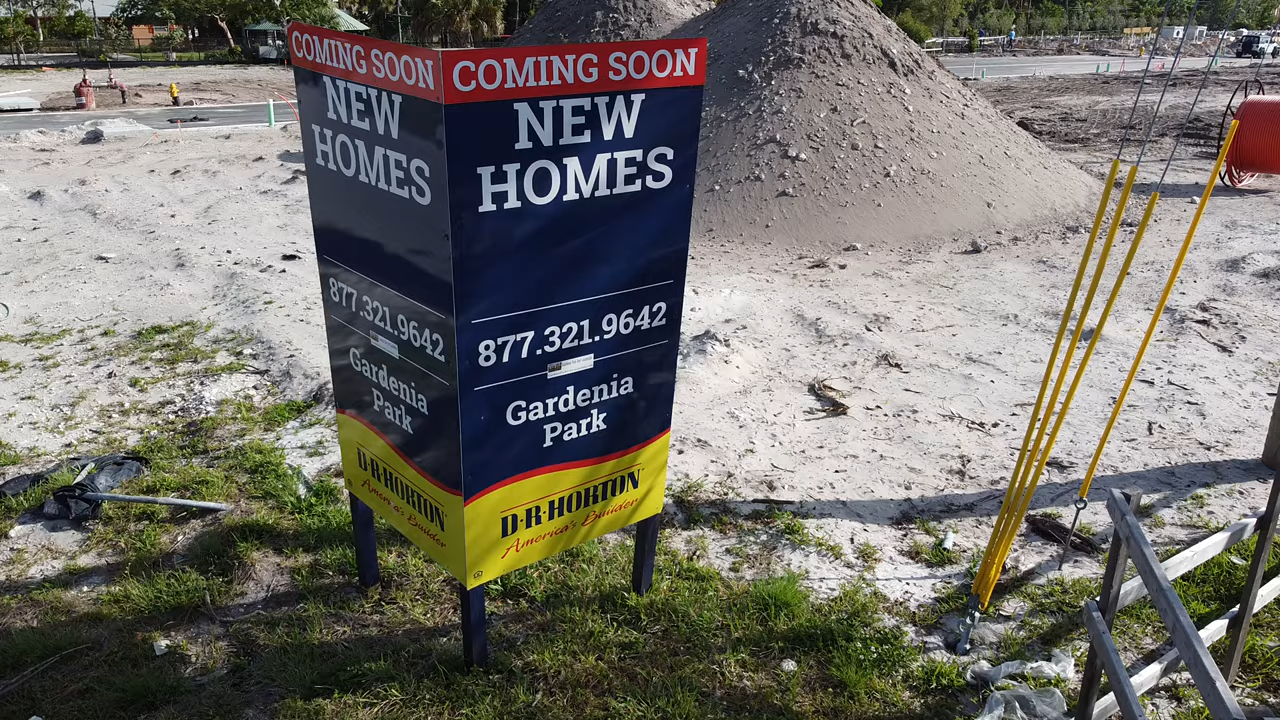 COMING SOON
NEW
HOMES
877.321.9642
Gardenia
Park
D·R·HORTON
America's Builder
COMING SOON
NEW
HOMES
877.321.9642
Gardenia
Park
D·R·HORTON
America's Builder